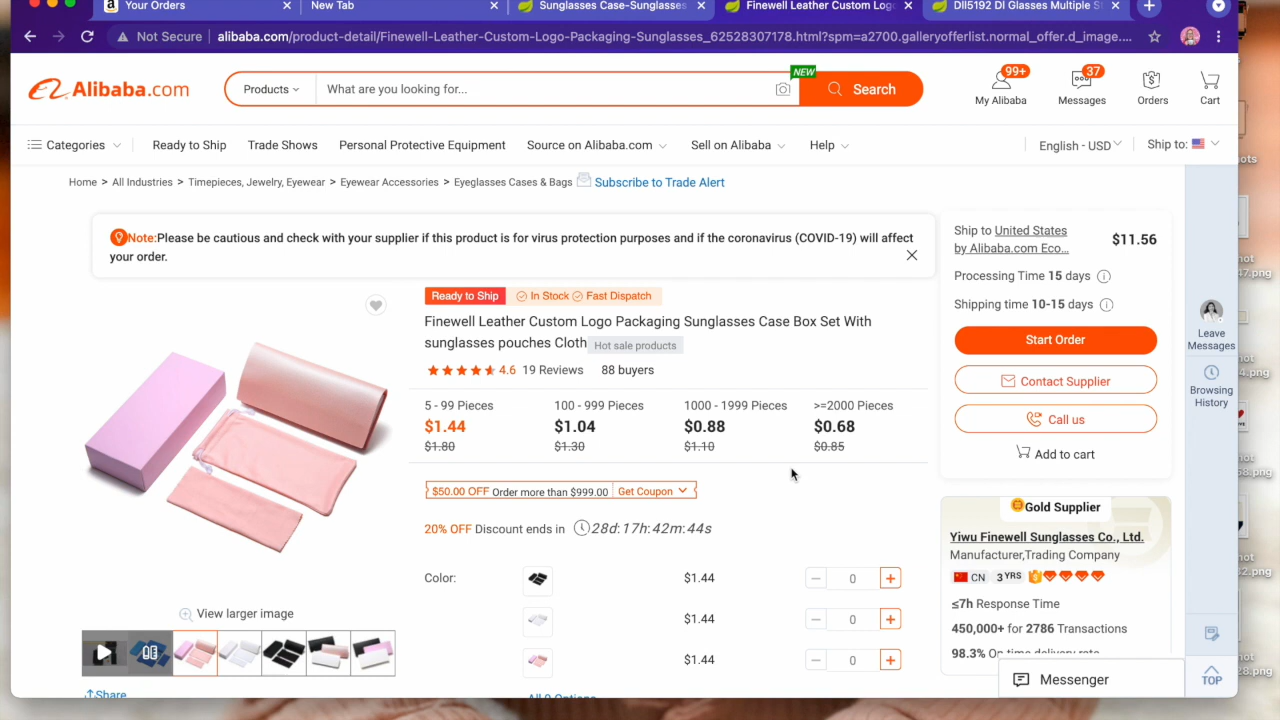 Your Orders
New Tab
Sunglasses Case-Sunglasses
Finewell Leather Custom Logo
Dll5192 Dl Glasses Multiple S
Not Secure
alibaba.com/product-detail/Finewell-Leather-Custom-Logo-Packaging-Sunglasses_62528307178.html?spm=a2700.galleryofferlist.normal_offer.d_image....
Alibaba.com
Products
What are you looking for...
NEW
Search
99+
My Alibaba
37
Messages
Orders
Cart
Categories
Ready to Ship
Trade Shows
Personal Protective Equipment
Source on Alibaba.com
Sell on Alibaba
Help
English - USD
Ship to:
Home > All Industries > Timepieces, Jewelry, Eyewear > Eyewear Accessories > Eyeglasses Cases & Bags
Subscribe to Trade Alert
Note:Please be cautious and check with your supplier if this product is for virus protection purposes and if the coronavirus (COVID-19) will affect
your order.
Ready to Ship
In Stock
Fast Dispatch
Finewell Leather Custom Logo Packaging Sunglasses Case Box Set With
sunglasses pouches Cloth
Hot sale products
4.6
19 Reviews
88 buyers
5 - 99 Pieces
100 - 999 Pieces
1000 - 1999 Pieces
>=2000 Pieces
$1.44
$1.04
$0.88
$0.68
$1.80
$1.30
$1.10
$0.85
$50.00 OFF Order more than $999.00
Get Coupon
20% OFF Discount ends in
28d:17h:42m:44s
Color:
$1.44
0
$1.44
0
$1.44
0
View larger image
Share
Ship to United States
by Alibaba.com Eco...
$11.56
Processing Time 15 days
Shipping time 10-15 days
Start Order
Contact Supplier
Call us
Add to cart
Gold Supplier
Yiwu Finewell Sunglasses Co., Ltd.
Manufacturer,Trading Company
CN
3 YRS
≤7h Response Time
450,000+ for 2786 Transactions
98.3% On time delivery rate
Messenger
Leave
Messages
Browsing
History
TOP